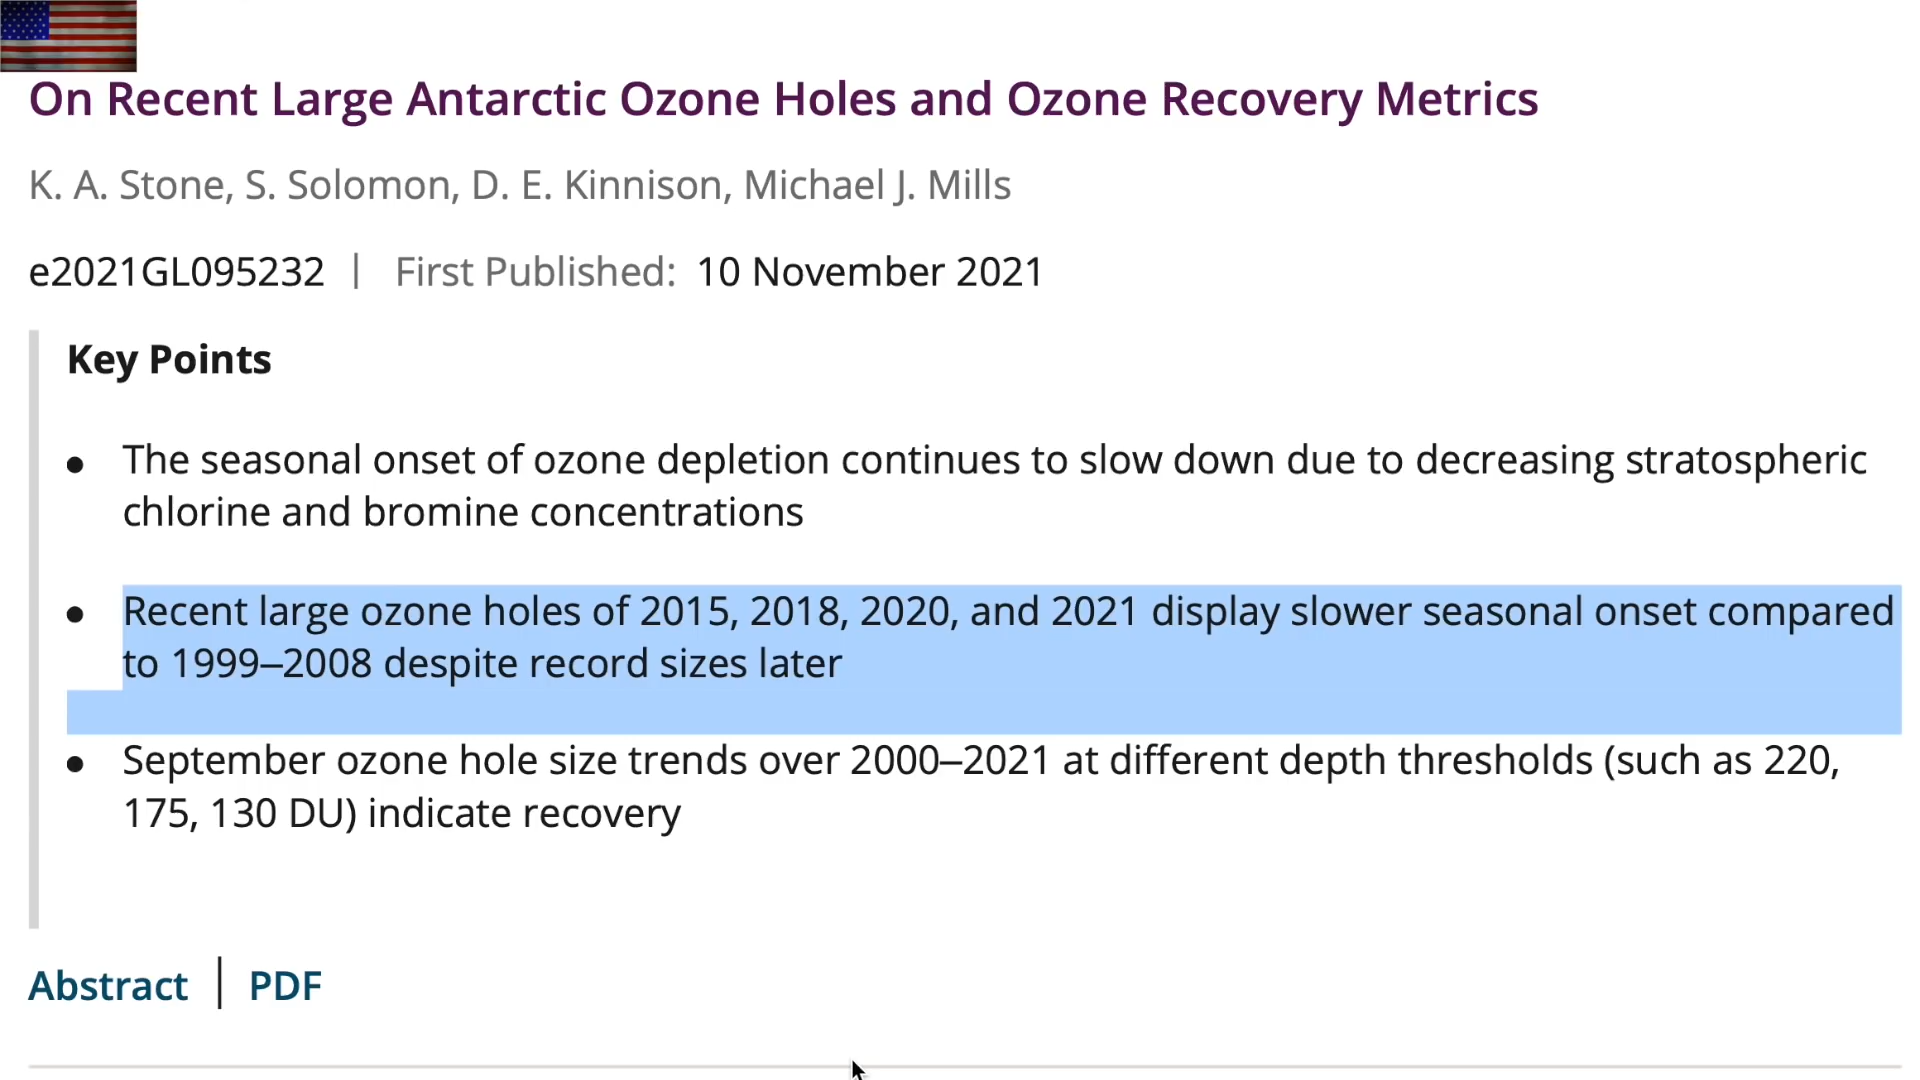 On Recent Large Antarctic Ozone Holes and Ozone Recovery Metrics
K. A. Stone, S. Solomon, D. E. Kinnison, Michael J. Mills
e2021GL095232 | First Published: 10 November 2021
Key Points
• The seasonal onset of ozone depletion continues to slow down due to decreasing stratospheric
chlorine and bromine concentrations
• Recent large ozone holes of 2015, 2018, 2020, and 2021 display slower seasonal onset compared
to 1999–2008 despite record sizes later
• September ozone hole size trends over 2000–2021 at different depth thresholds (such as 220,
175, 130 DU) indicate recovery
Abstract | PDF